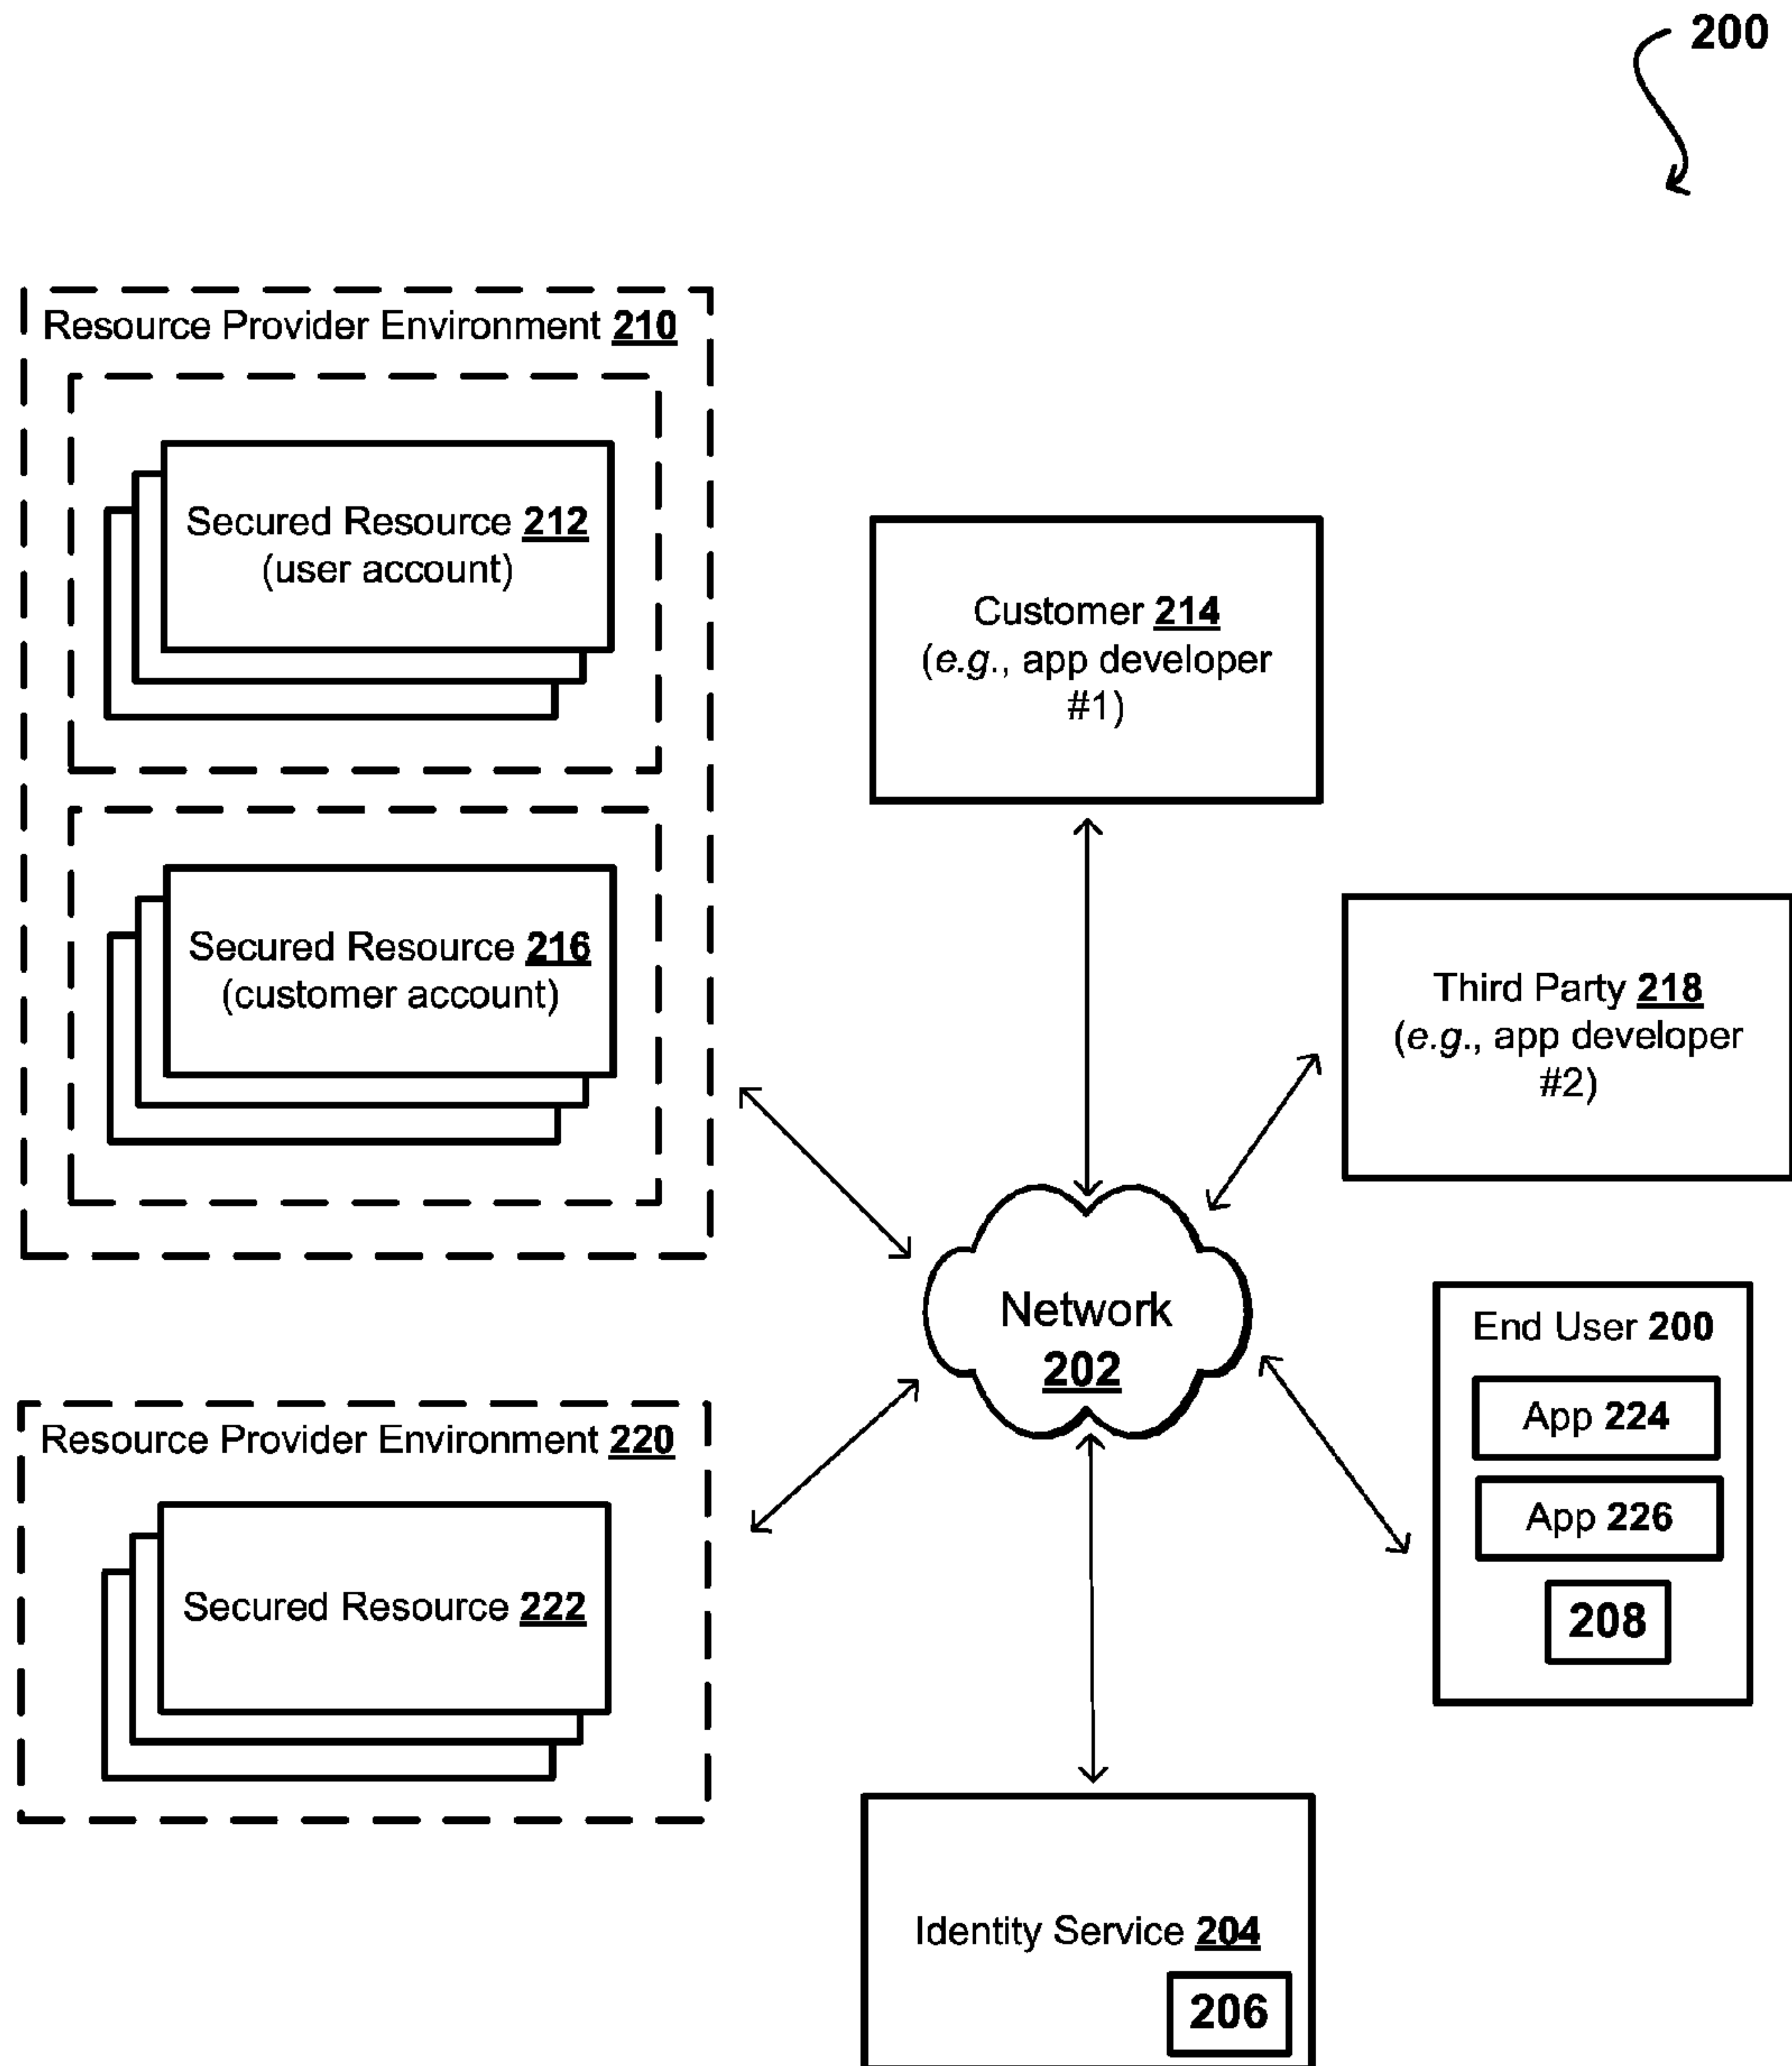 200
Resource Provider Environment 210
Secured Resource 212
(user account)
Secured Resource 216
(customer account)
Customer 214
(e.g., app developer
#1)
Third Party 218
(e.g., app developer
#2)
Network
202
End User 200
App 224
App 226
208
Resource Provider Environment 220
Secured Resource 222
Identity Service 204
206